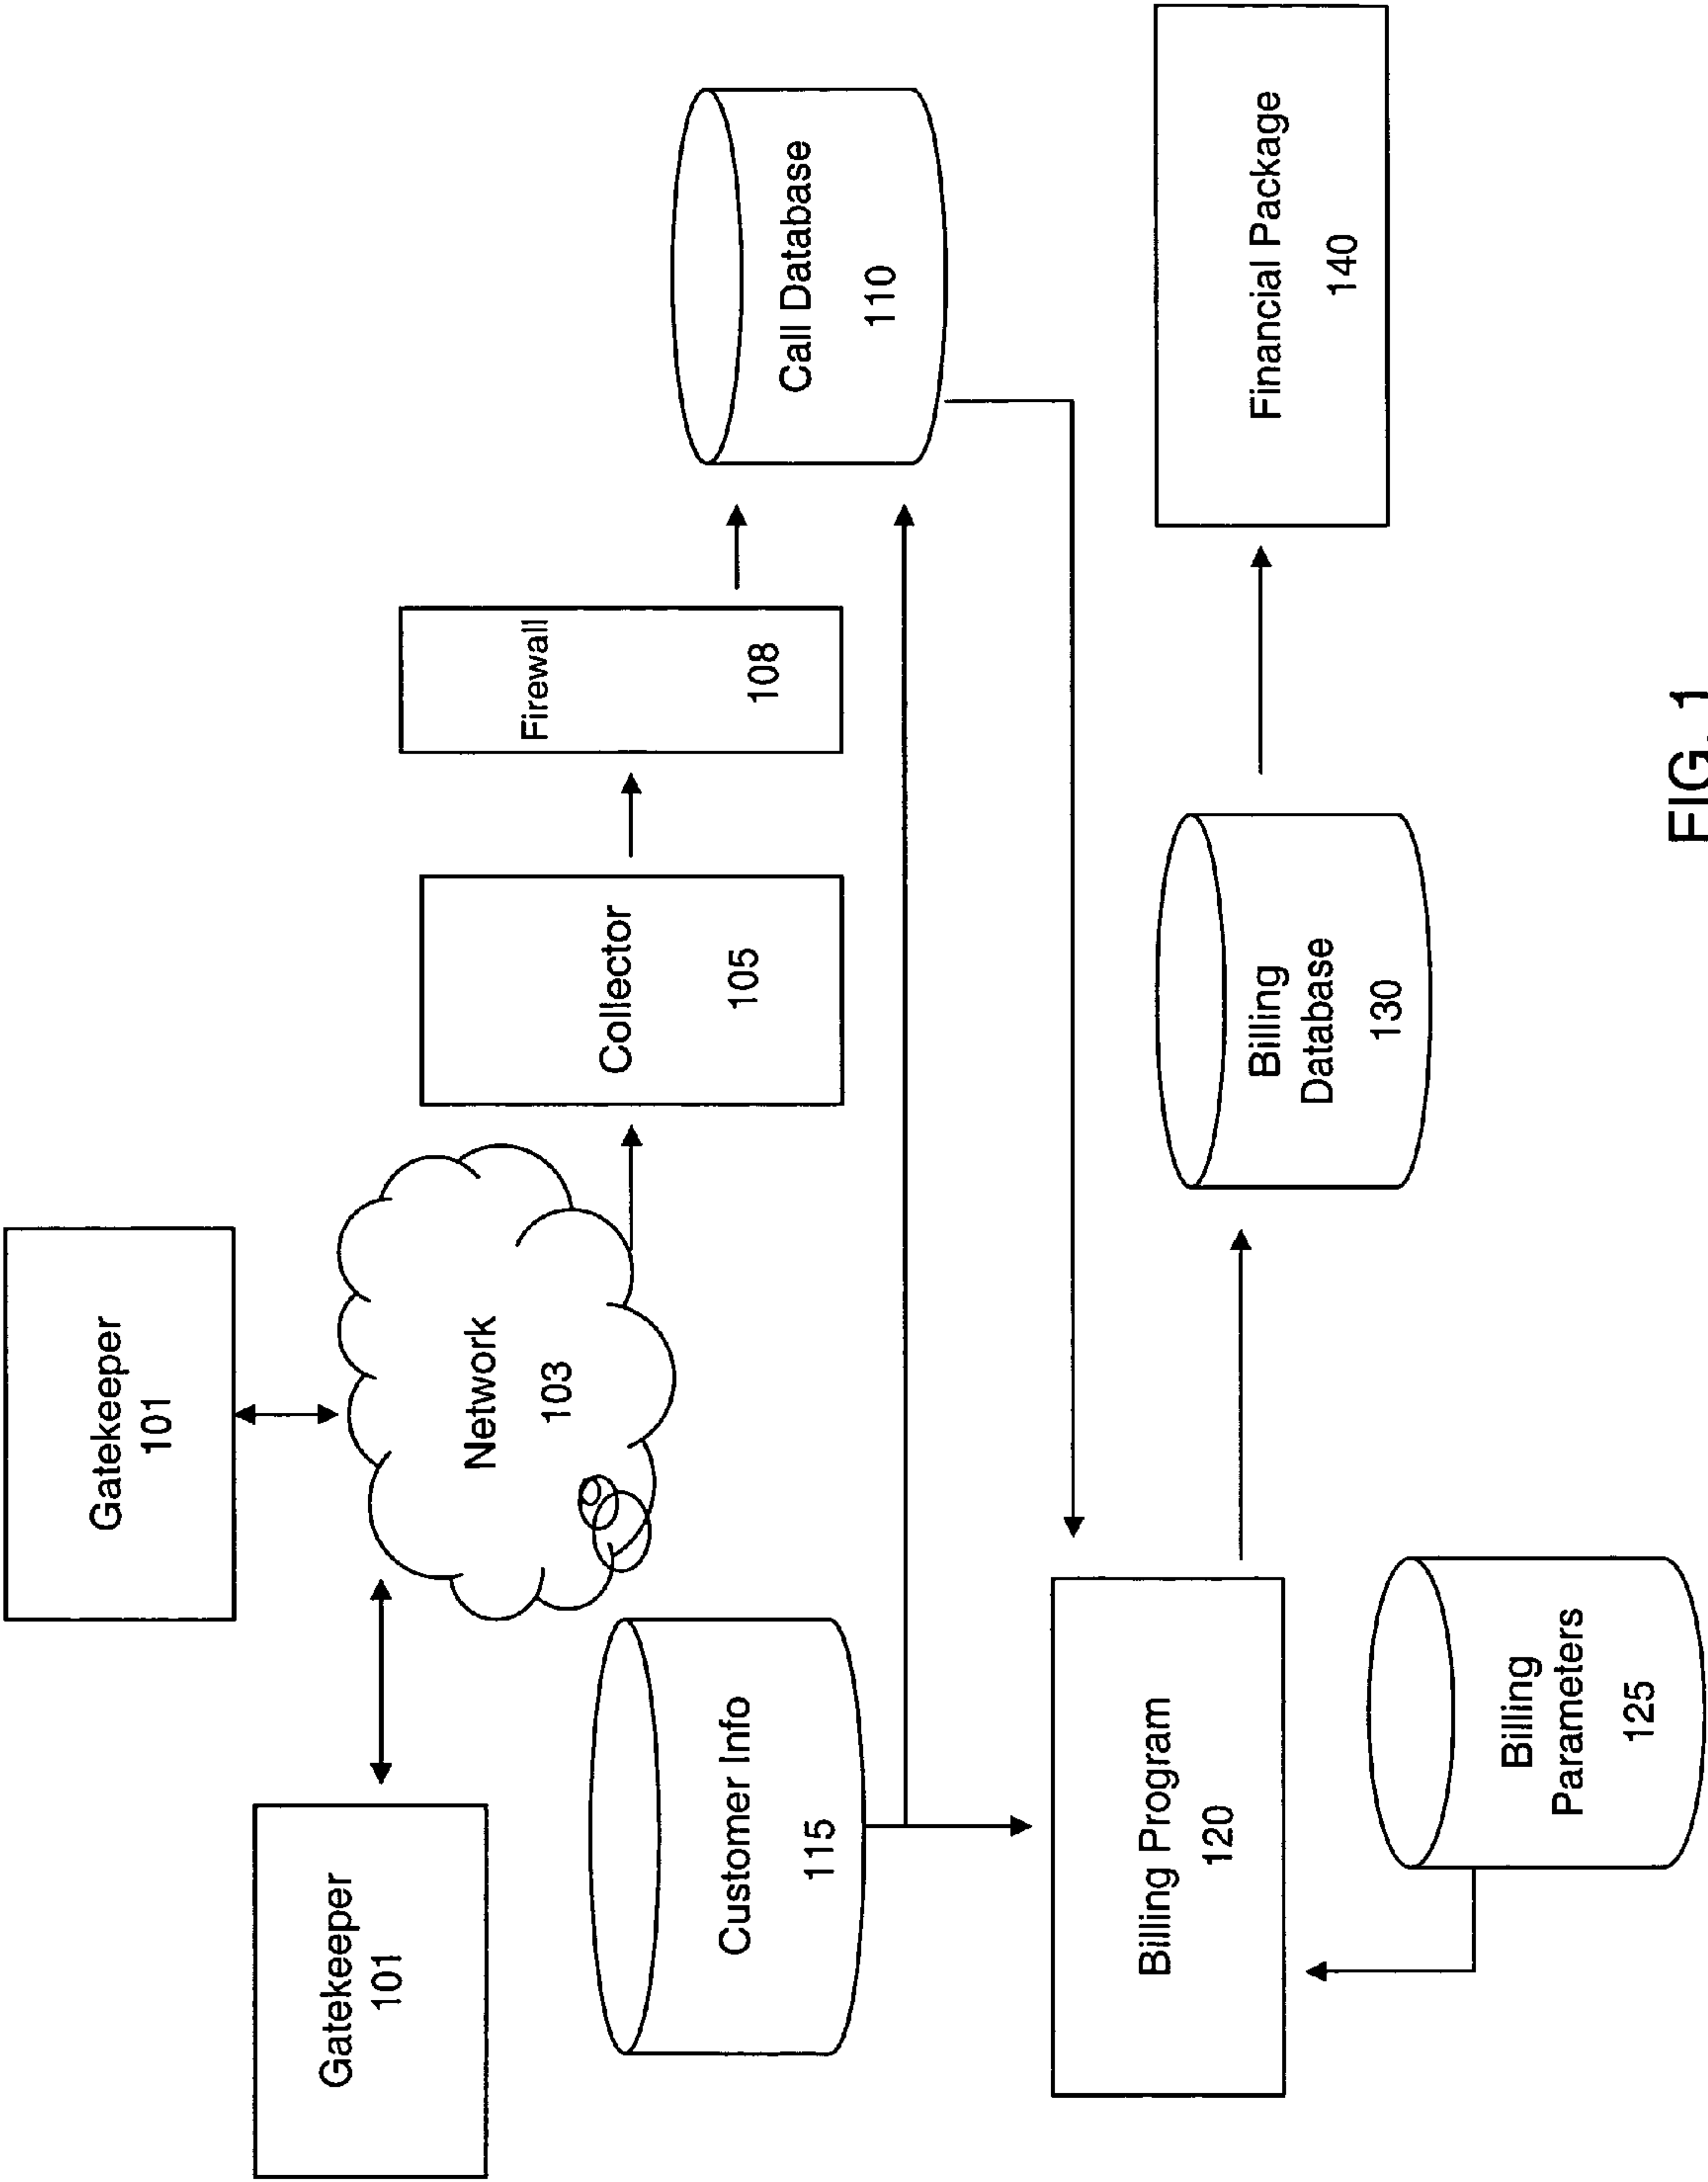 Gatekeeper
101
Gatekeeper
101
Network
103
Collector
105
Firewall
108
Call Database
110
Customer Info
115
Billing Program
120
Billing
Database
130
Financial Package
140
Billing
Parameters
125
FIG. 1